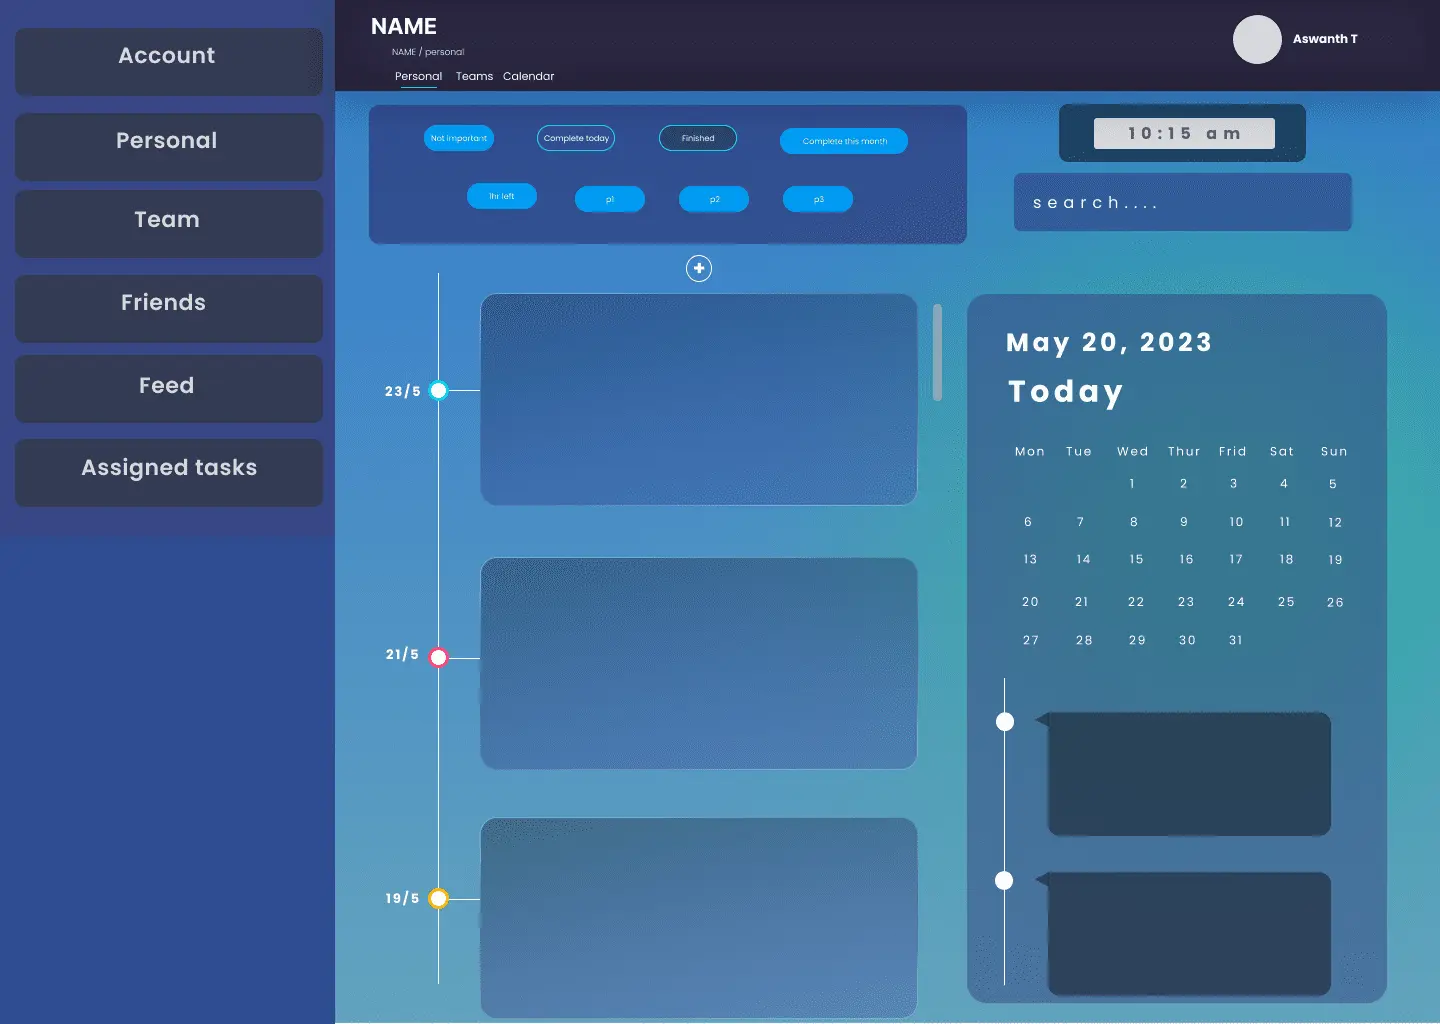 Account
Personal
Team
Friends
Feed
Assigned tasks
NAME
NAME / personal
Personal Teams Calendar
Aswanth T
Not important Complete today Finished Complete this month
1hr left p1 p2 p3
10:15 am
search....
23/5
21/5
19/5
May 20, 2023
Today
Mon Tue Wed Thur Frid Sat Sun
1 2 3 4 5
6 7 8 9 10 11 12
13 14 15 16 17 18 19
20 21 22 23 24 25 26
27 28 29 30 31